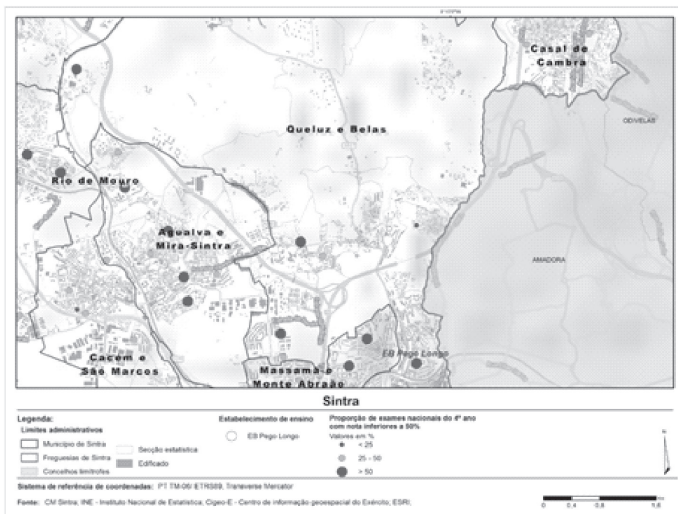 Casal de
Cambra
ODIVELAS
Queluz e Belas
Rio de Mouro
Agualva e
Mira-Sintra
AMADORA
EB Pego Longo
Cacém e
São Marcos
Massamá e
Monte Abraão
Sintra
Legenda:
Limites administrativos
Município de Sintra
Freguesias de Sintra
Concelhos limítrofes
Secção estatística
Edificado
Estabelecimento de ensino
EB Pego Longo
Proporção de exames nacionais do 4º ano
com nota inferiores a 50%
Valores em %
< 25
25 - 50
> 50
N
Sistema de referência de coordenadas: PT TM-06/ ETRS89, Transverse Mercator
Fonte: CM Sintra; INE - Instituto Nacional de Estatística; Cigeo-E - Centro de informação geoespacial do Exército; ESRI;
0 0,4 0,8 1,6